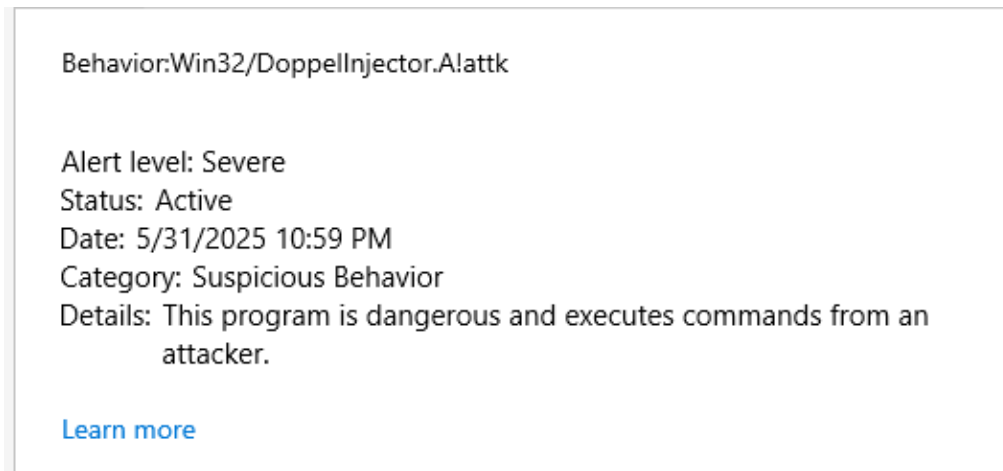 Behavior:Win32/DoppelInjector.A!attk
Alert level: Severe
Status: Active
Date: 5/31/2025 10:59 PM
Category: Suspicious Behavior
Details: This program is dangerous and executes commands from an
attacker.
Learn more